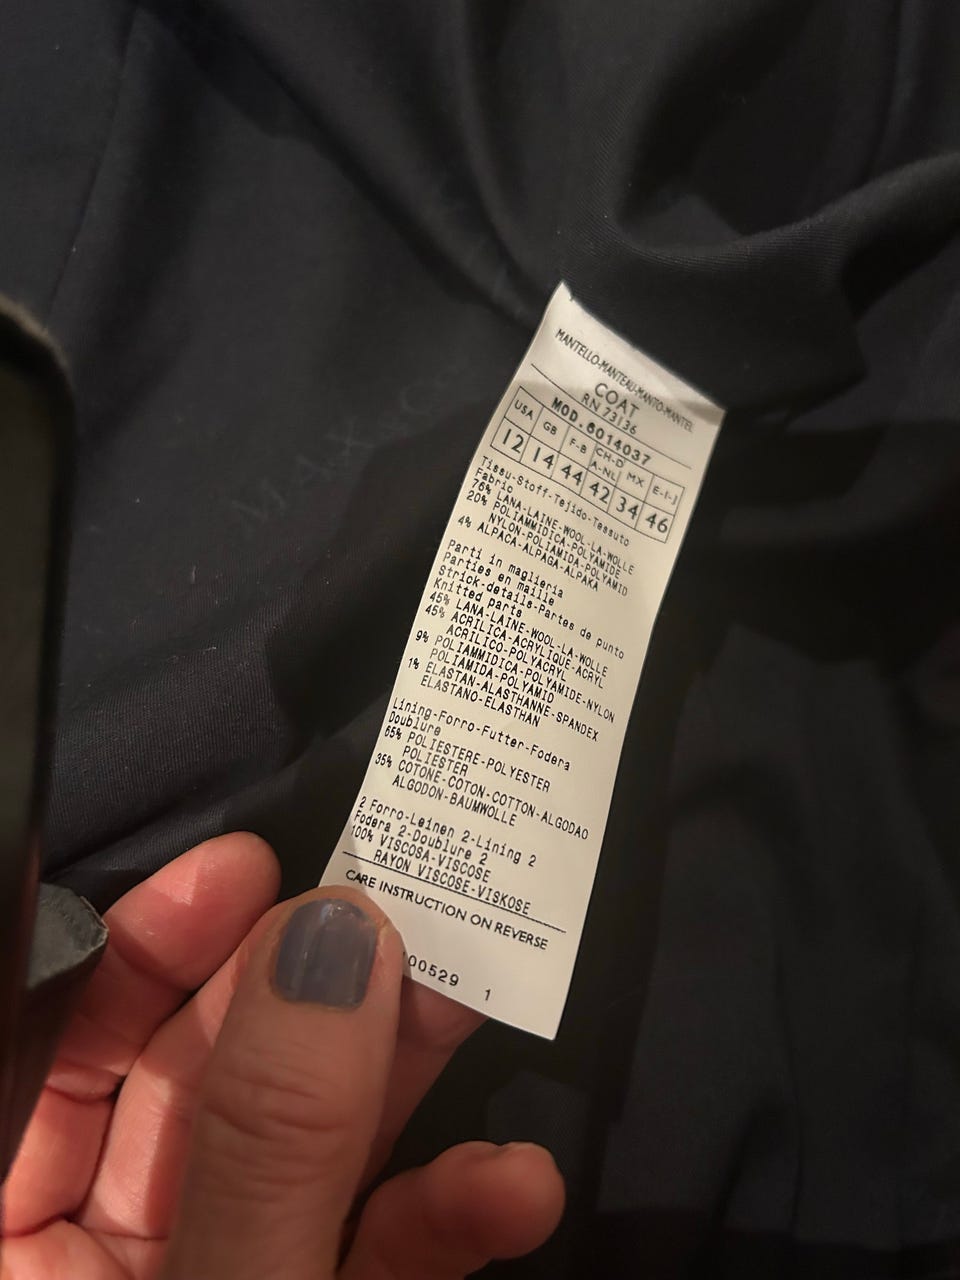 MANTELLO-MANTEAU-MANTO-MANTEL
COAT
RN 73136
MOD.6014037
USA GB F-B CH-D A-NL MX E-I-J
12 14 44 42 34 46
Tissu-Stoff-Tejido-Tessuto
Fabric
76% LANA-LAINE-WOOL-LA-WOLLE
20% POLIAMMIDICA-POLYAMIDE
NYLON-POLIAMIDA-POLYAMID
4% ALPACA-ALPAGA-ALPAKA
Parti in maglieria
Parties en maille
Strick-details-Partes de punto
Knitted parts
45% LANA-LAINE-WOOL-LA-WOLLE
45% ACRILICA-ACRYLIQUE-ACRYL
ACRILICO-POLYACRYL
9% POLIAMMIDICA-POLYAMIDE-NYLON
POLIAMIDA-POLYAMID
1% ELASTAN-ALASTHANNE-SPANDEX
ELASTANO-ELASTHAN
Lining-Forro-Futter-Fodera
Doublure
65% POLIESTERE-POLYESTER
POLIESTER
35% COTONE-COTON-COTTON-ALGODAO
ALGODON-BAUMWOLLE
2 Forro-Leinen 2-Lining 2
Fodera 2-Doublure 2
100% VISCOSA-VISCOSE
RAYON VISCOSE-VISKOSE
CARE INSTRUCTION ON REVERSE
00529 1